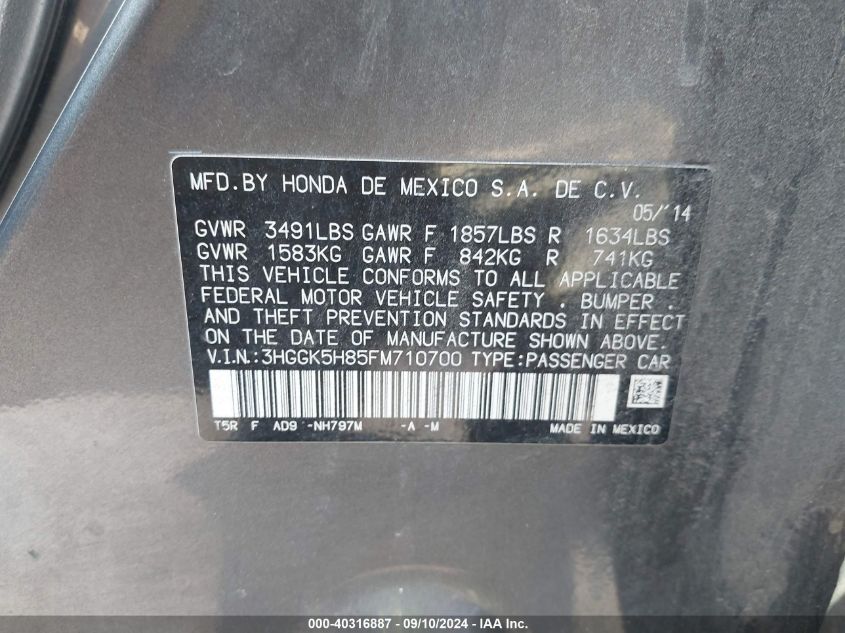 MFD.BY HONDA DE MEXICO S.A. DE C.V.
05/'14
GVWR 3491LBS GAWR F 1857LBS R 1634LBS
GVWR 1583KG GAWR F 842KG R 741KG
THIS VEHICLE CONFORMS TO ALL APPLICABLE
FEDERAL MOTOR VEHICLE SAFETY , BUMPER ,
AND THEFT PREVENTION STANDARDS IN EFFECT
ON THE DATE OF MANUFACTURE SHOWN ABOVE.
V.I.N.:3HGGK5H85FM710700 TYPE:PASSENGER CAR
T5R F AD9 -NH797M -A -M MADE IN MEXICO
000-40316887 - 09/10/2024 - IAAI.COM